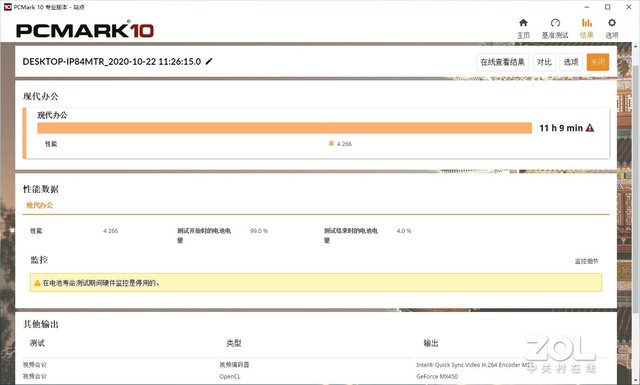 PCMark 10 专业版本 - 站点
PCMARK 10
主页 基准测试 结果 选项
DESKTOP-IP84MTR_2020-10-22 11:26:15.0
在线查看结果 对比 选项 关闭
现代办公
现代办公
11 h 9 min
性能 4 266
性能数据
现代办公
性能 4 266 测试开始时的电池电量 99.0 % 测试结束时的电池电量 4.0 %
监控 监控细节
在电池寿命测试期间硬件监控是停用的。
其他输出
测试 类型 输出
视频会议 视频编码器 Intel® Quick Sync Video H.264 Encoder MFT
视频会议 OpenCL GeForce MX450
ZOL
中关村在线